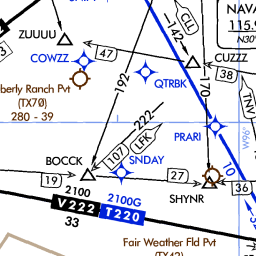 NAVA
115.9
N30°
CLL
142
ZUUUU
47
COWZZ
CUZZZ
38
QTRBK
192
170
TNV
berly Ranch Pvt
(TX70)
280 - 39
222
LFK
107
PRARI
W96°
10
BOCCK
SNDAY
27
19
36
SHYNR
2100
2100G
V222
T220
33
Fair Weather Fld Pvt
(TX42)